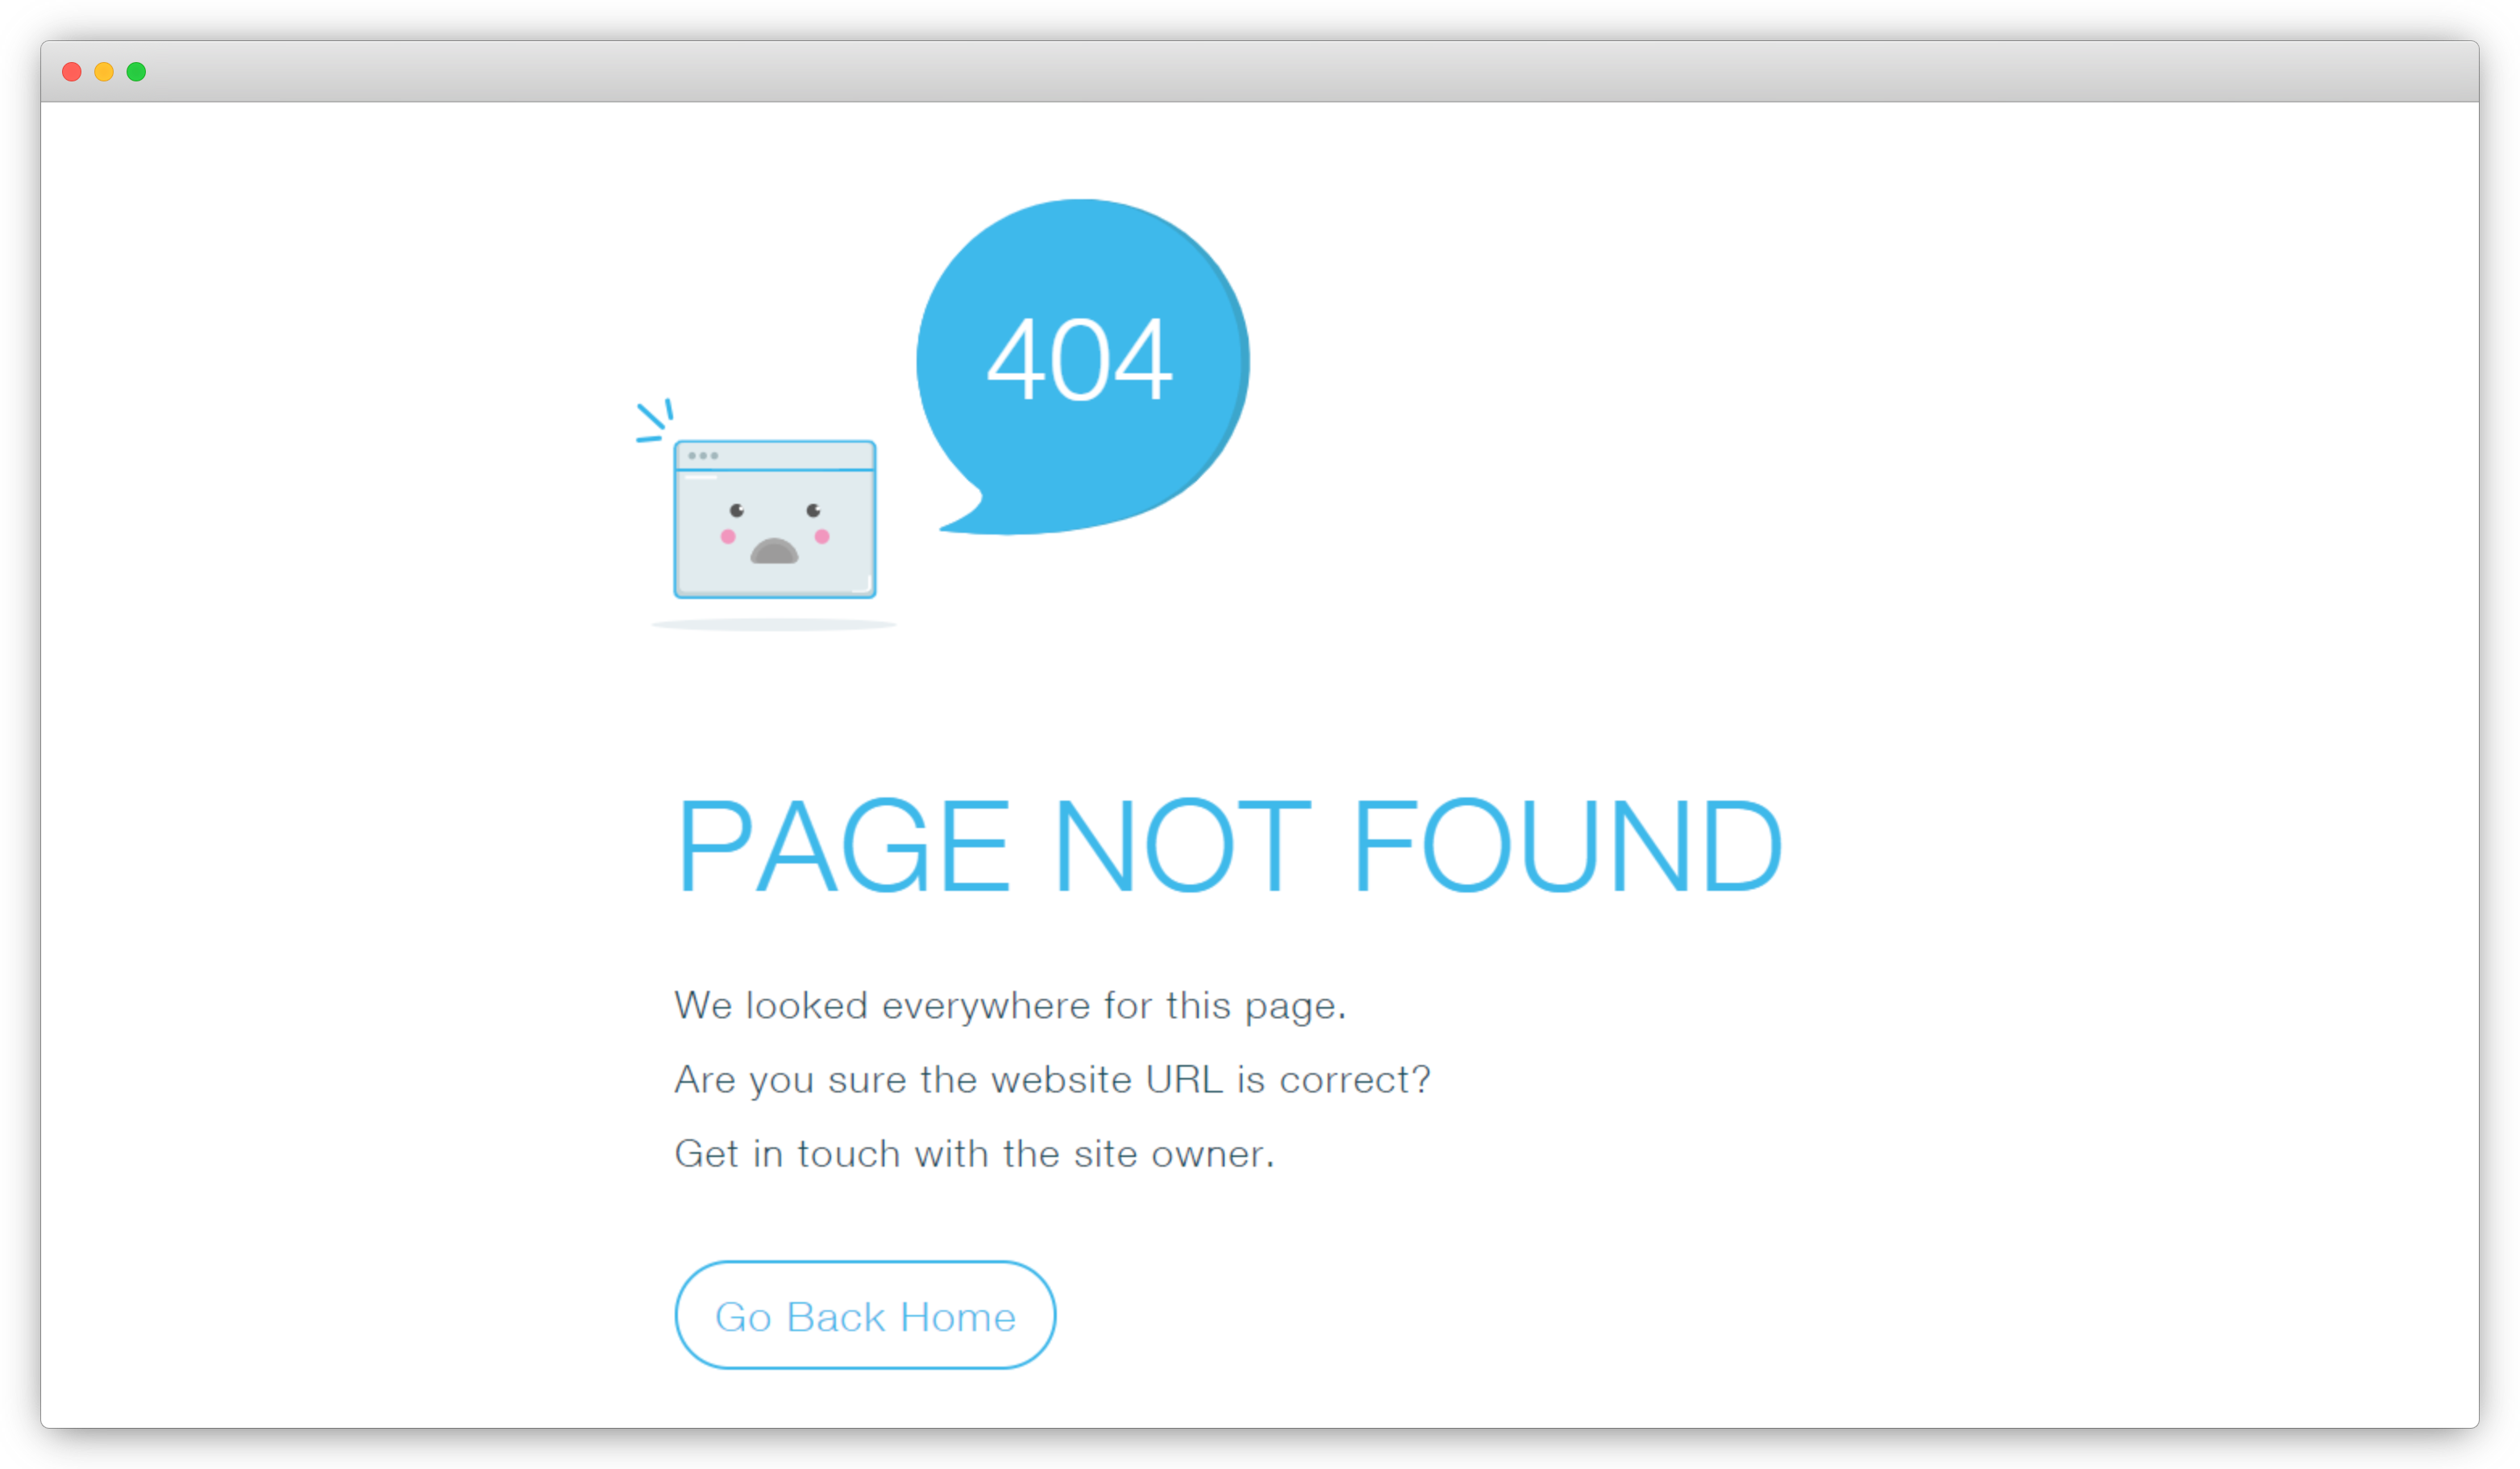 404
PAGE NOT FOUND
We looked everywhere for this page.
Are you sure the website URL is correct?
Get in touch with the site owner.
Go Back Home